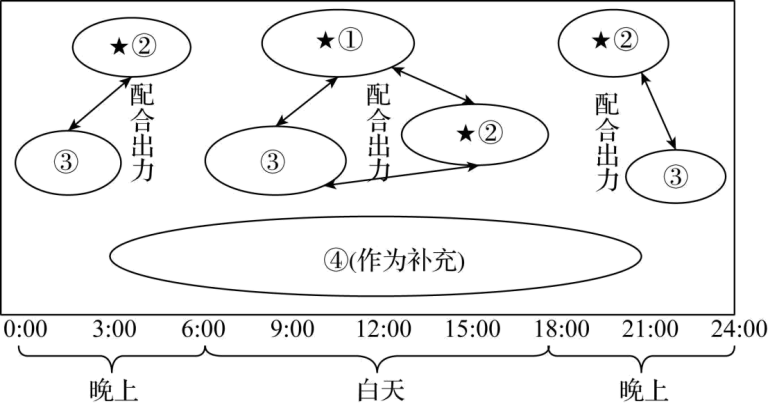 ★② ★① ★②
配合出力 配合出力 配合出力
③ ③ ★② ③
④(作为补充)
0:00 3:00 6:00 9:00 12:00 15:00 18:00 21:00 24:00
晚上 白天 晚上